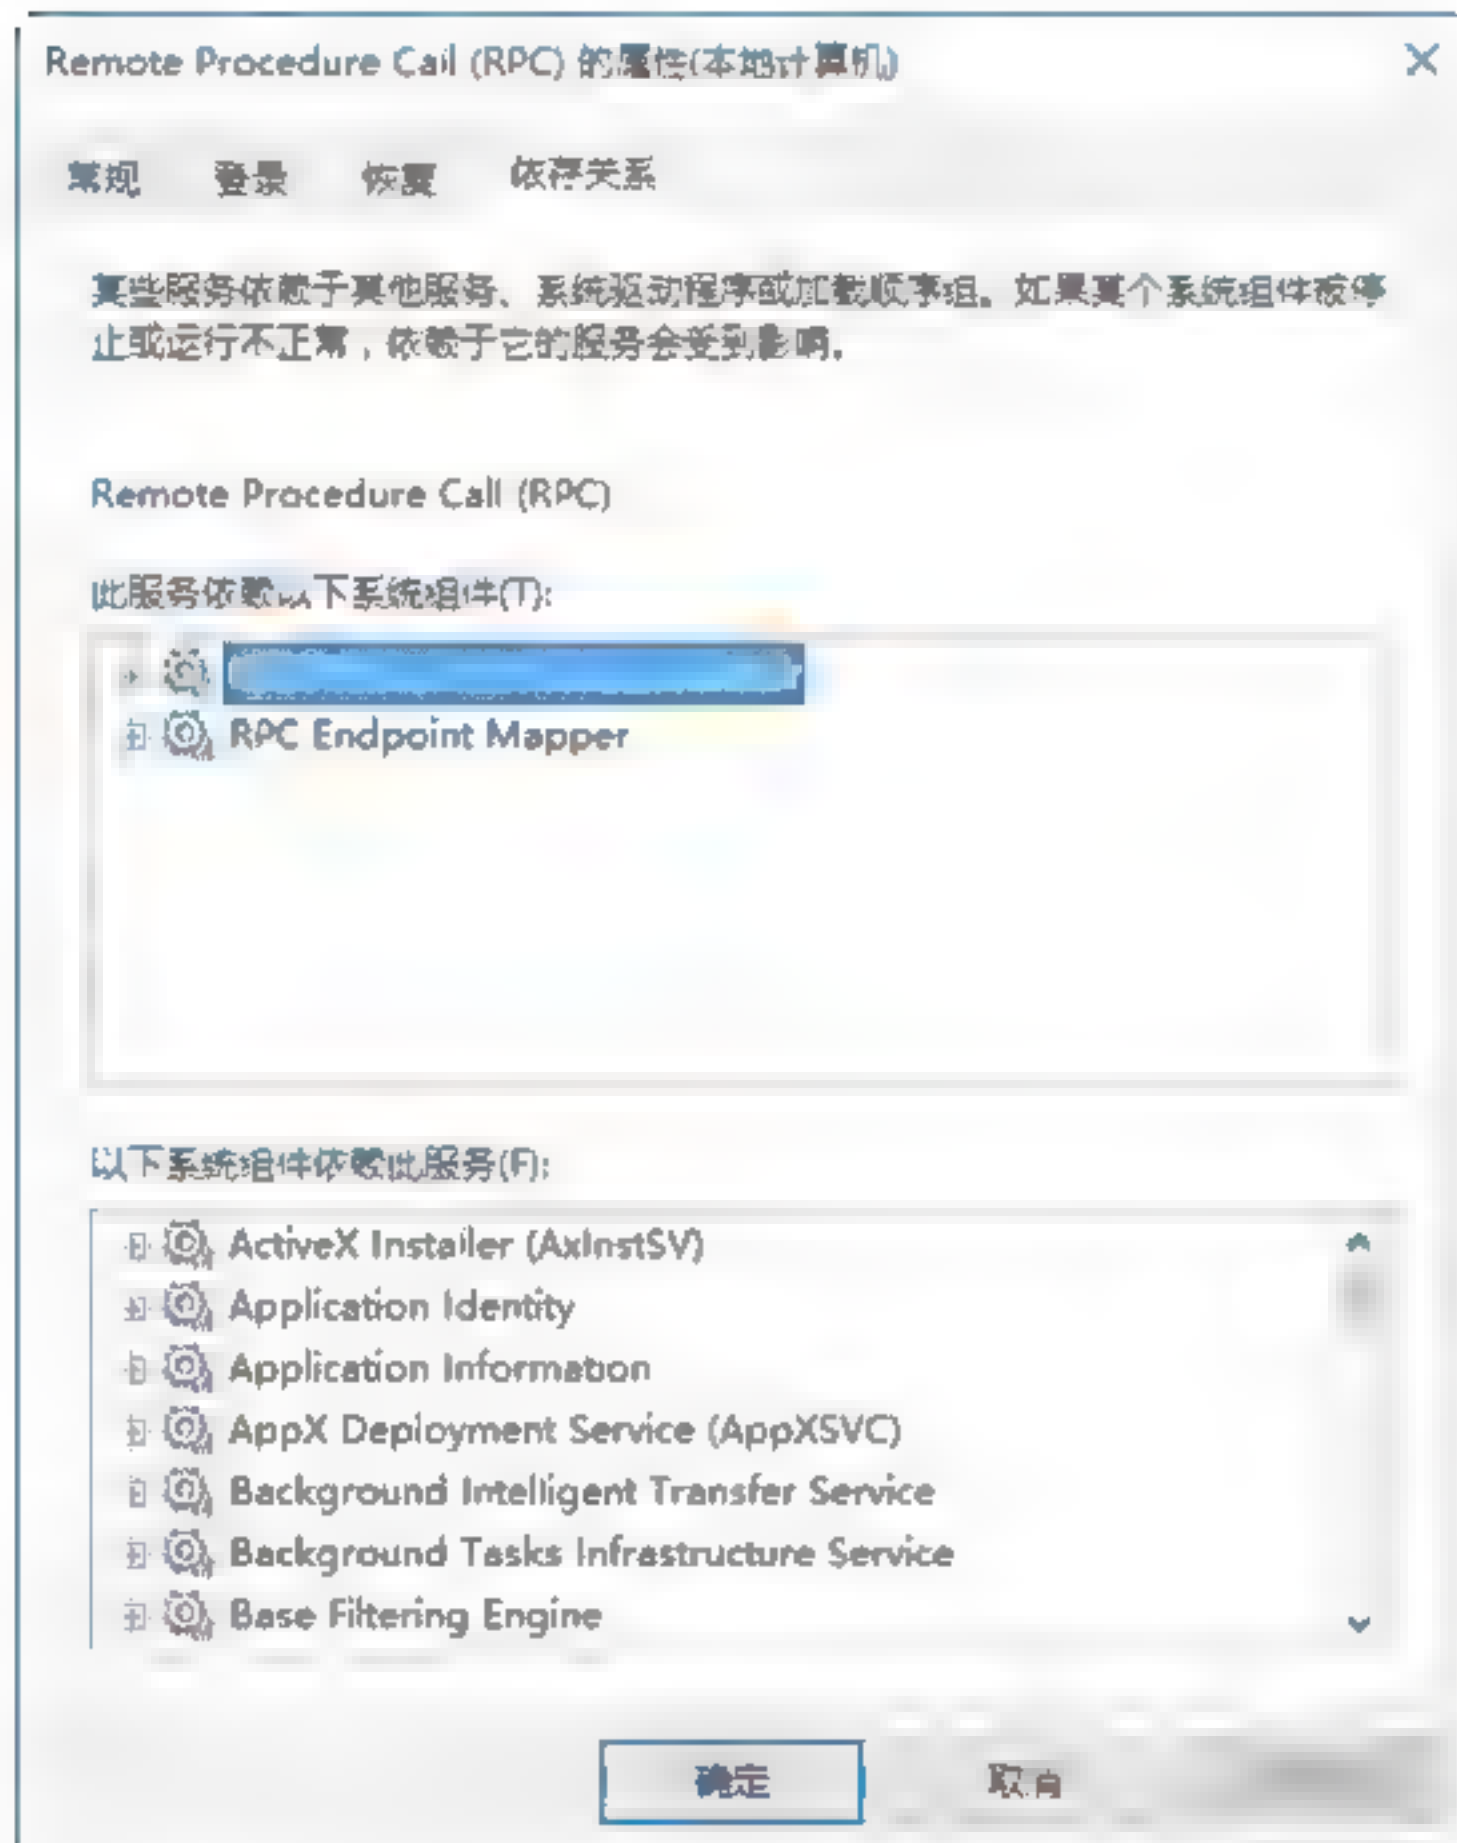 Remote Procedure Call (RPC) 的属性(本地计算机)
常规 登录 恢复 依存关系
某些服务依赖于其他服务、系统驱动程序或加载顺序组。如果某个系统组件被停
止或运行不正常，依赖于它的服务会受到影响。
Remote Procedure Call (RPC)
此服务依赖以下系统组件(T):
RPC Endpoint Mapper
以下系统组件依赖此服务(F):
ActiveX Installer (AxInstSV)
Application Identity
Application Information
AppX Deployment Service (AppXSVC)
Background Intelligent Transfer Service
Background Tasks Infrastructure Service
Base Filtering Engine
确定 取消